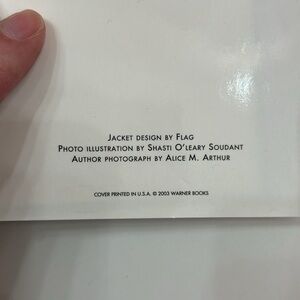 JACKET DESIGN BY FLAG
PHOTO ILLUSTRATION BY SHASTI O'LEARY SOUDANT
AUTHOR PHOTOGRAPH BY ALICE M. ARTHUR
COVER PRINTED IN U.S.A. © 2003 WARNER BOOKS